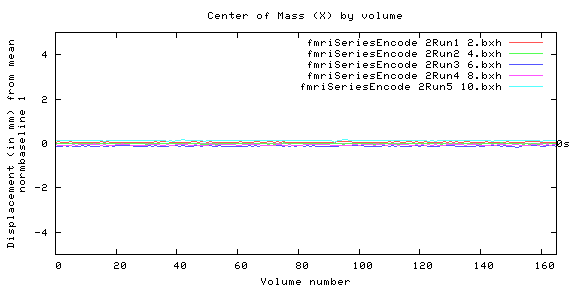 Center of Mass (X) by volume
Displacement (in mm) from mean
normbaseline 1
fmriSeriesEncode 2Run1 2.bxh
fmriSeriesEncode 2Run2 4.bxh
fmriSeriesEncode 2Run3 6.bxh
fmriSeriesEncode 2Run4 8.bxh
fmriSeriesEncode 2Run5 10.bxh
4
2
0
-2
-4
0s
0 20 40 60 80 100 120 140 160
Volume number